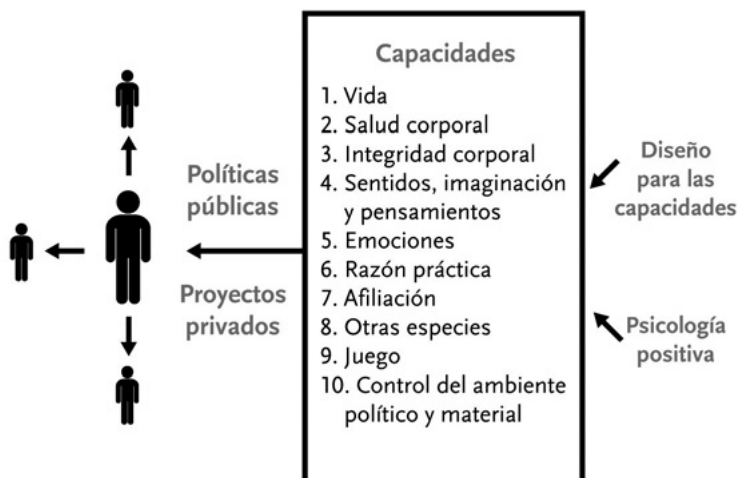 Políticas
públicas
Proyectos
privados
Capacidades
1. Vida
2. Salud corporal
3. Integridad corporal
4. Sentidos, imaginación
y pensamientos
5. Emociones
6. Razón práctica
7. Afiliación
8. Otras especies
9. Juego
10. Control del ambiente
político y material
Diseño
para las
capacidades
Psicología
positiva